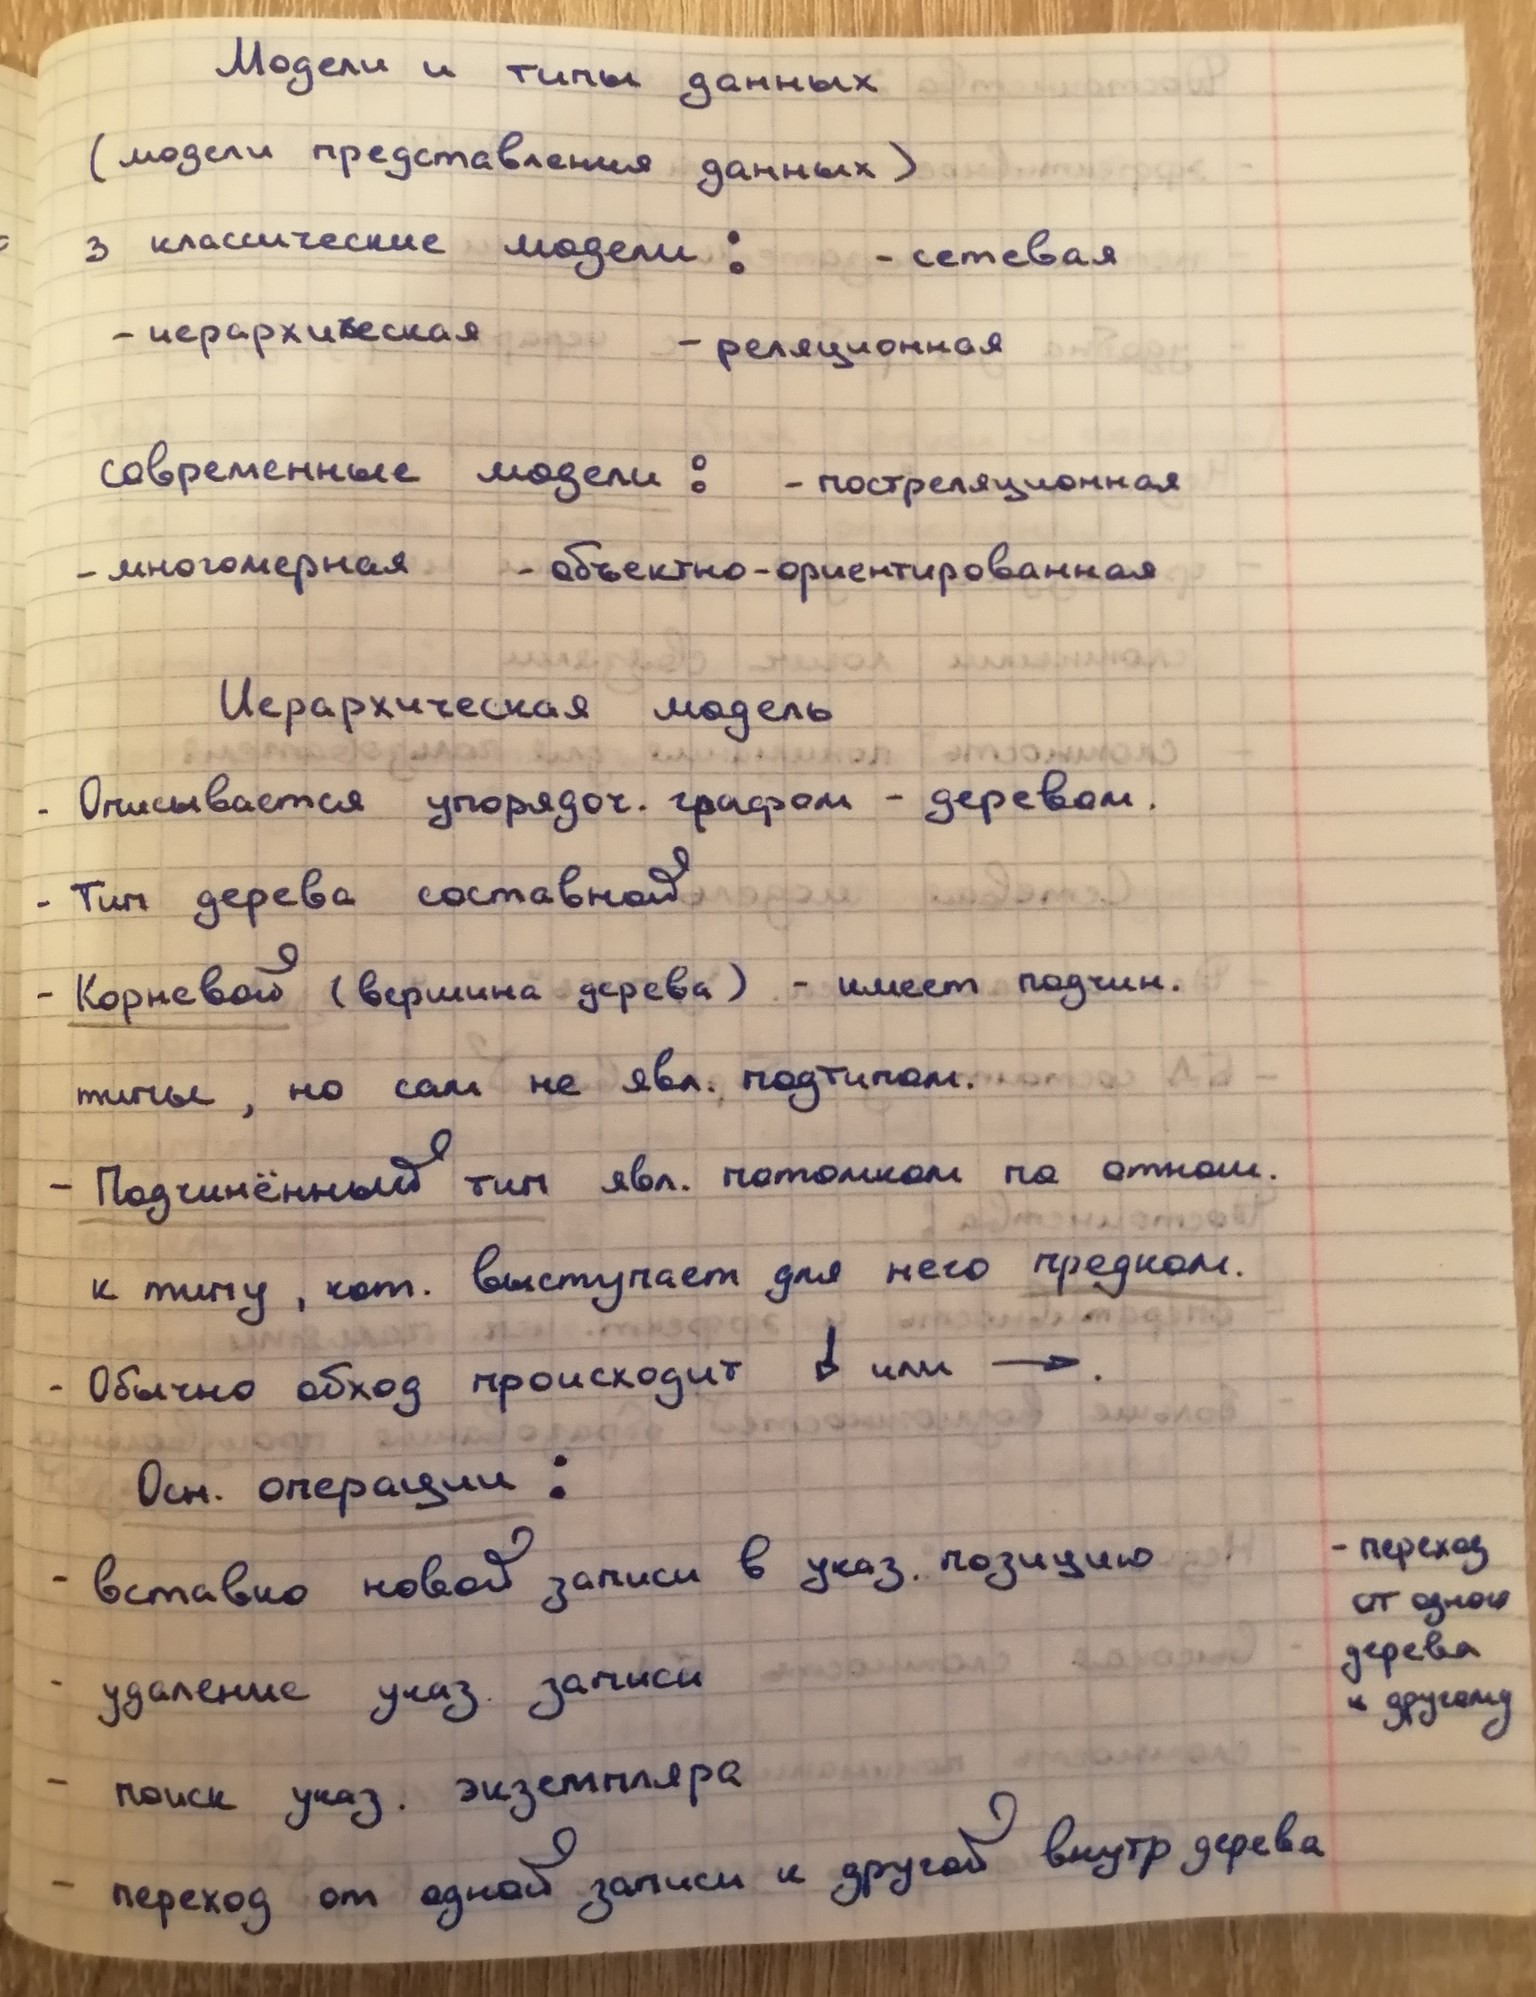 Модели и типы данных
(модели представления данных)
3 классические модели: - сетевая
- иерархическая - реляционная
современные модели: - постреляционная
- многомерная - объектно-ориентированная
Иерархическая модель
- Описывается упорядоч. графом - деревом.
- Тип дерева составной
- Корневой (вершина дерева) - имеет подчин.
типы, но сам не явл. подтипом.
- Подчинённый тип явл. потомком по отнош.
к типу, кот. выступает для него предком.
- Обычно обход происходит ↓ или →.
Осн. операции:
- вставка новой записи в указ. позицию
- удаление указ. записи
- поиск указ. экземпляра
- переход от одной записи к другой внутр дерева
- переход
от одного
дерева
к другому